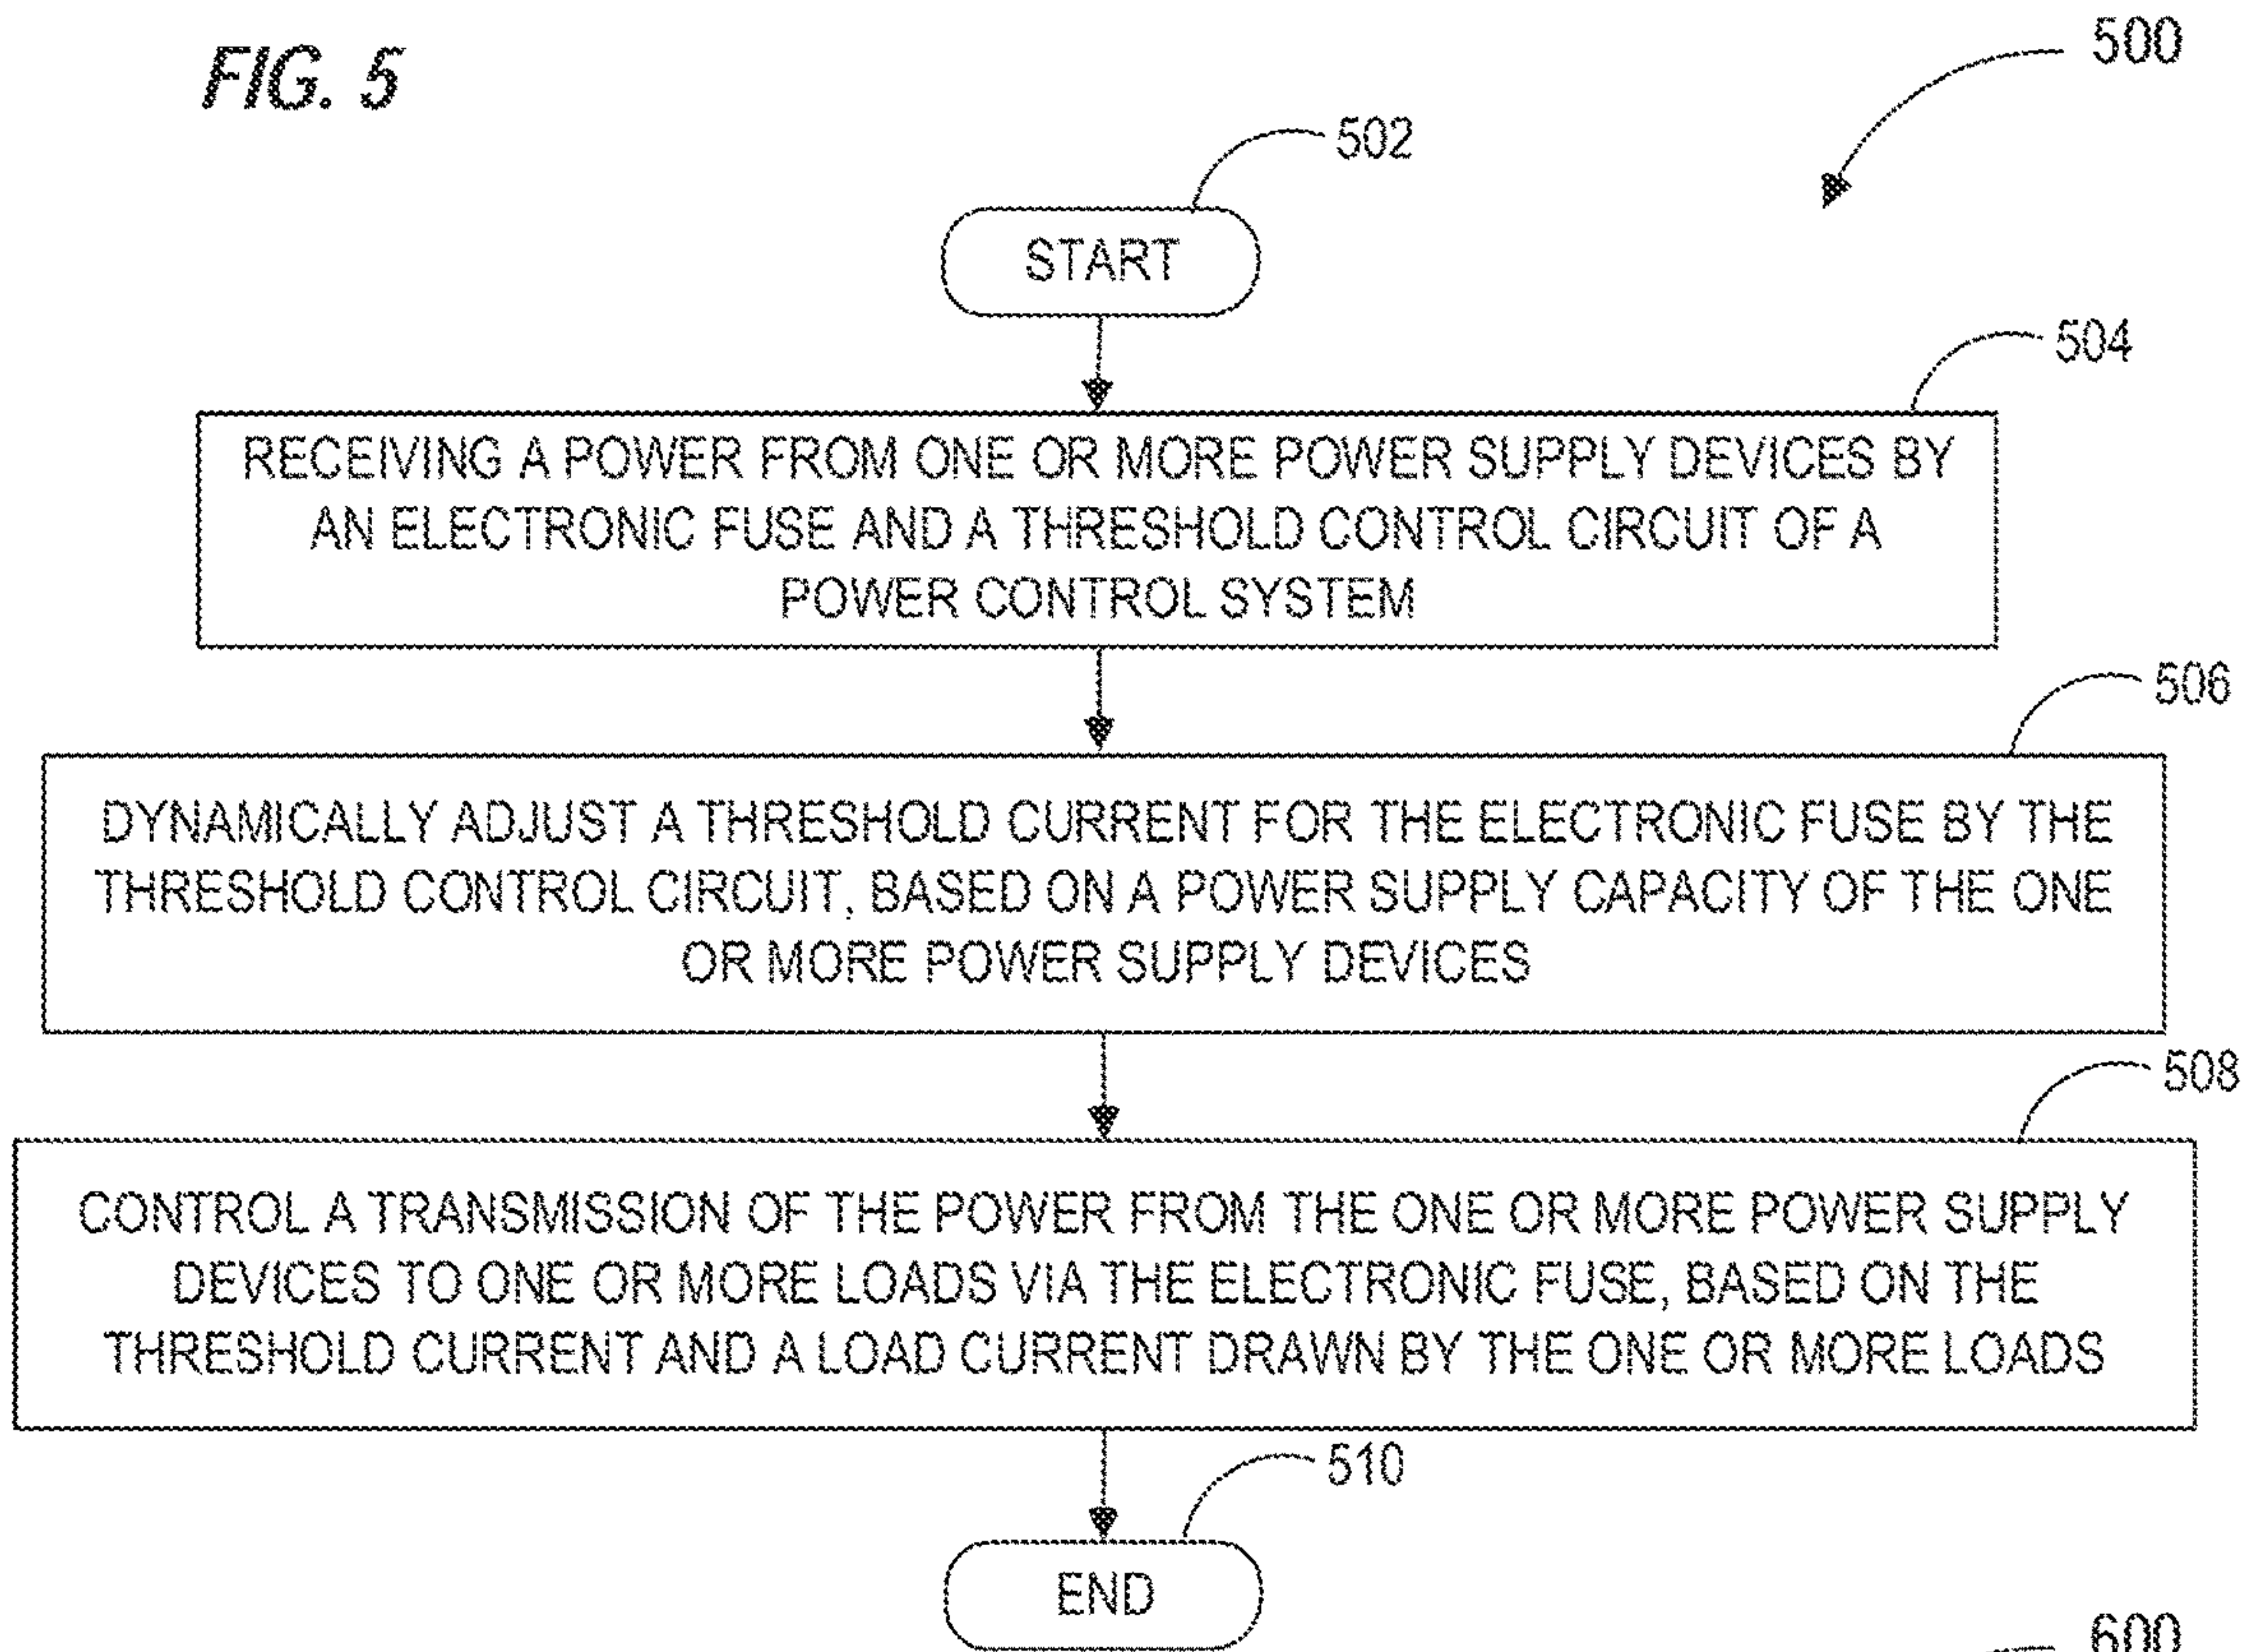 FIG. 5
500
502
START
504
RECEIVING A POWER FROM ONE OR MORE POWER SUPPLY DEVICES BY
AN ELECTRONIC FUSE AND A THRESHOLD CONTROL CIRCUIT OF A
POWER CONTROL SYSTEM
506
DYNAMICALLY ADJUST A THRESHOLD CURRENT FOR THE ELECTRONIC FUSE BY THE
THRESHOLD CONTROL CIRCUIT, BASED ON A POWER SUPPLY CAPACITY OF THE ONE
OR MORE POWER SUPPLY DEVICES
508
CONTROL A TRANSMISSION OF THE POWER FROM THE ONE OR MORE POWER SUPPLY
DEVICES TO ONE OR MORE LOADS VIA THE ELECTRONIC FUSE, BASED ON THE
THRESHOLD CURRENT AND A LOAD CURRENT DRAWN BY THE ONE OR MORE LOADS
510
END
600